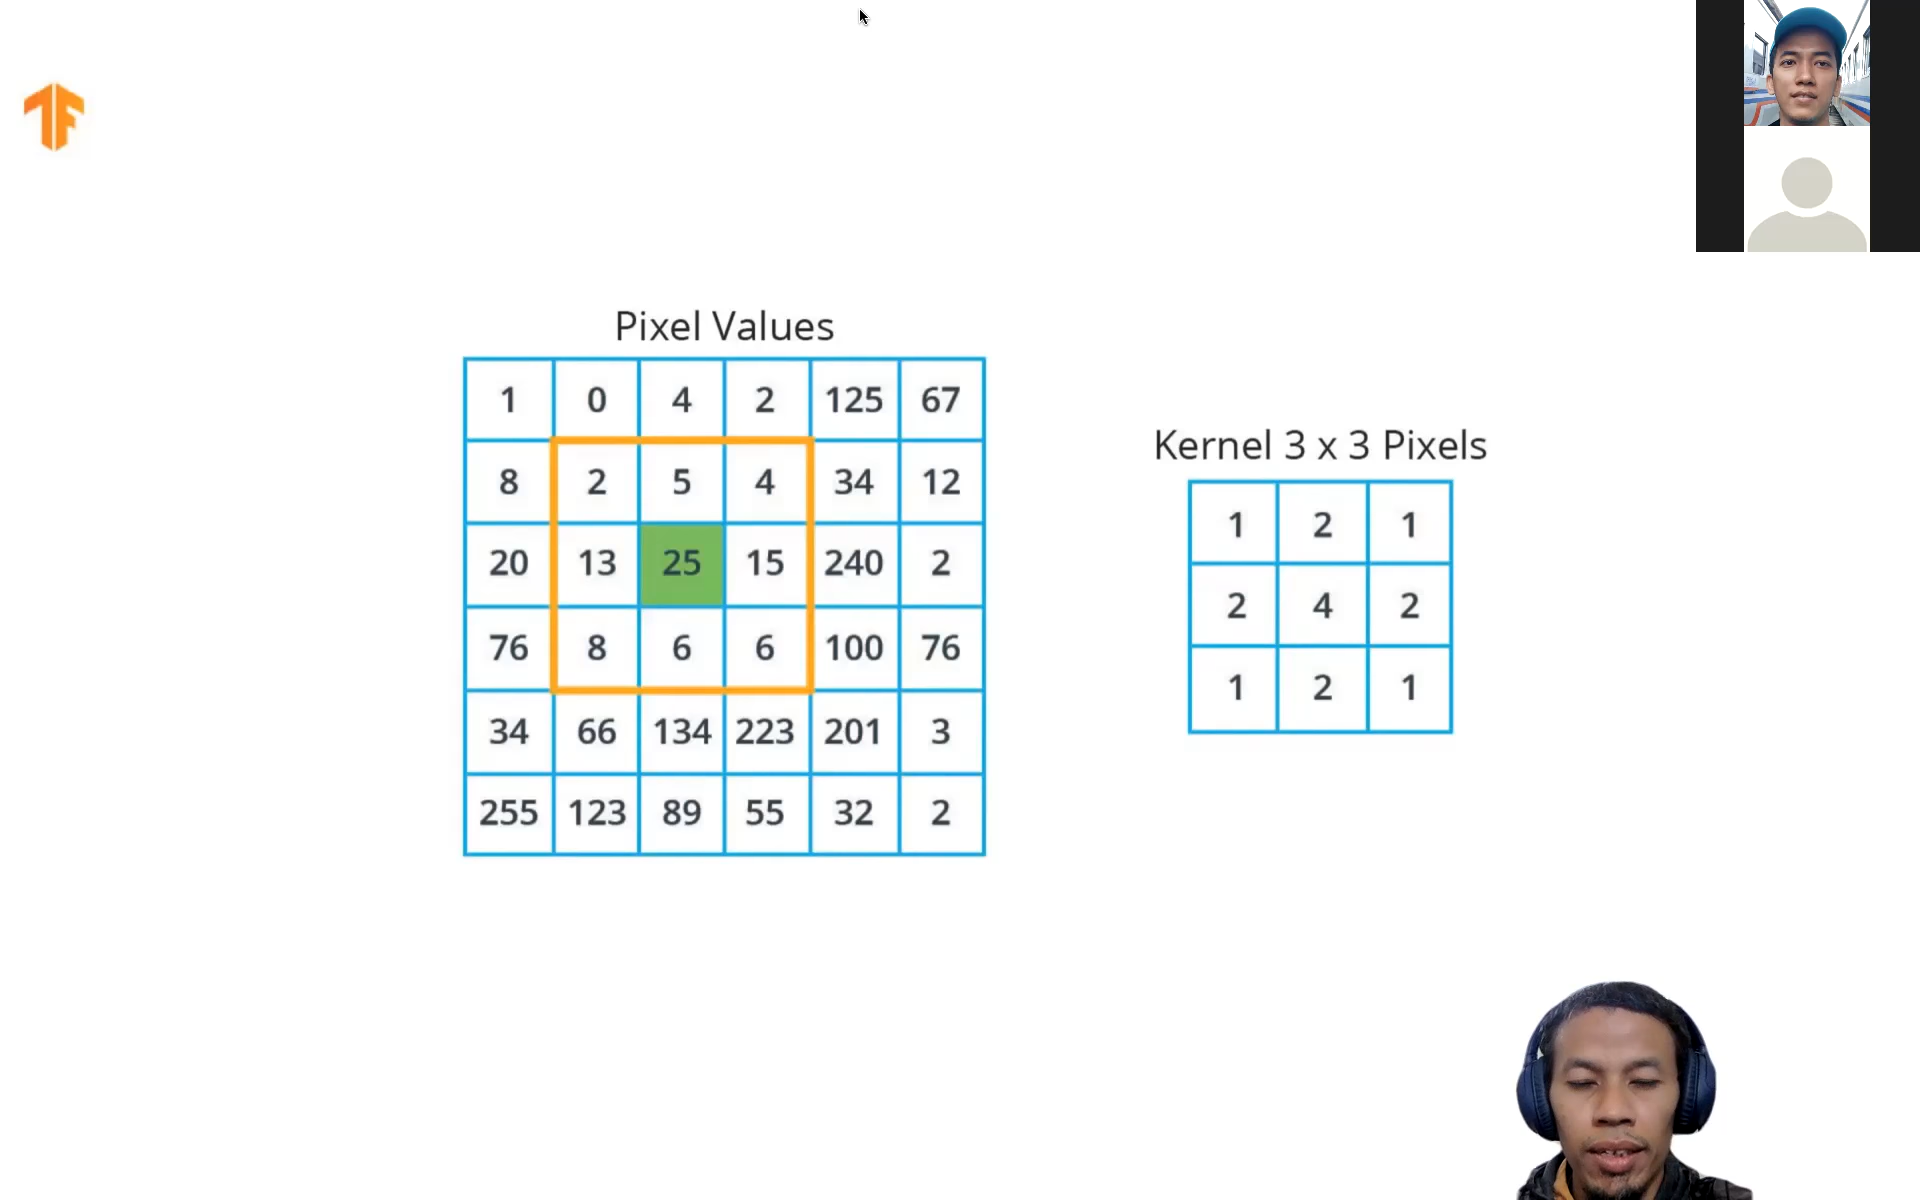 Pixel Values
1 0 4 2 125 67
8 2 5 4 34 12
20 13 25 15 240 2
76 8 6 6 100 76
34 66 134 223 201 3
255 123 89 55 32 2
Kernel 3 x 3 Pixels
1 2 1
2 4 2
1 2 1